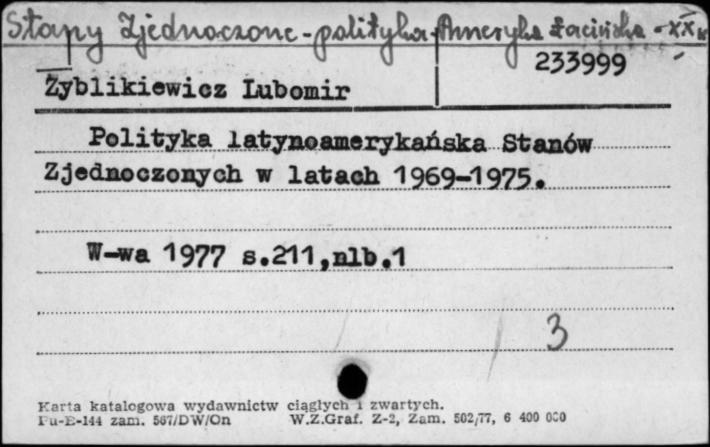 Stany Zjednoczone - polityka - Ameryka Łacińska - XX w
233999
Żyblikiewicz Lubomir
Polityka latynoamerykańska Stanów
Zjednoczonych w latach 1969-1975.
W-wa 1977 s.211,nlb.1
3
Karta katalogowa wydawnictw ciągłych i zwartych.
Pu-E-144 zam. 567/DW/On W.Z.Graf. Z-2, Zam. 502/77, 6 400 000